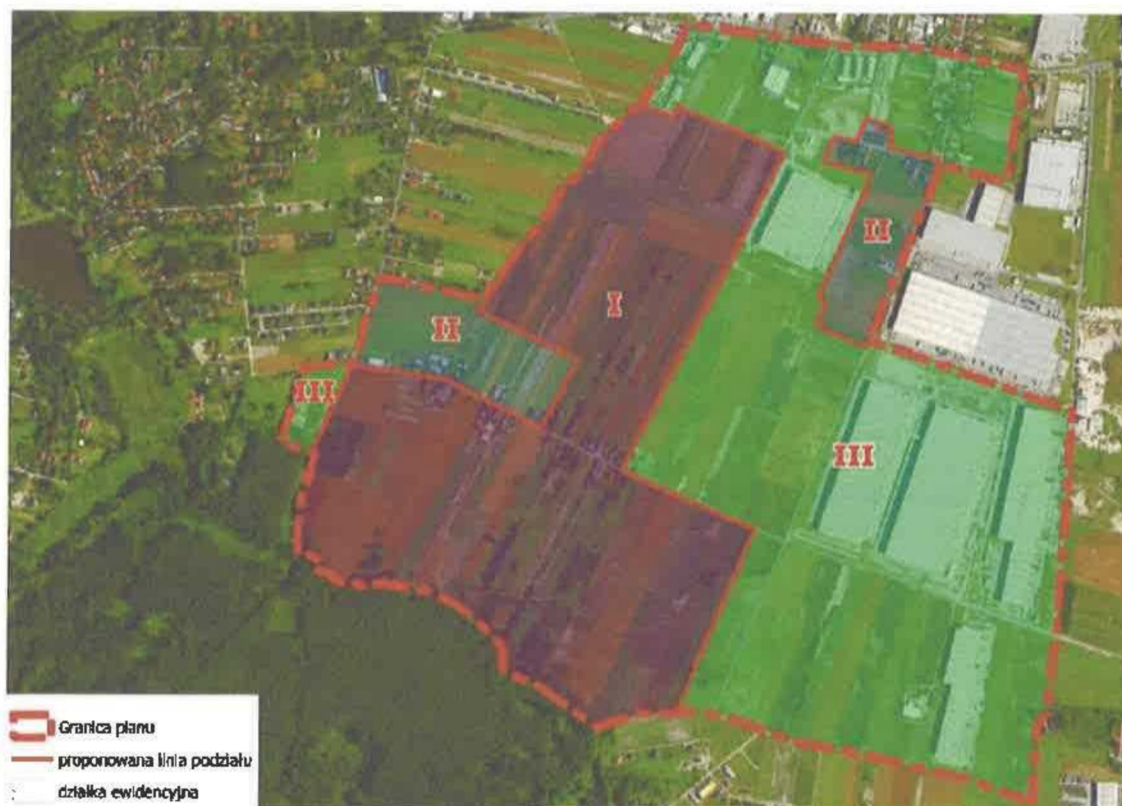 I
II
II
III
III
Granica planu
proponowana linia podziału
działka ewidencyjna